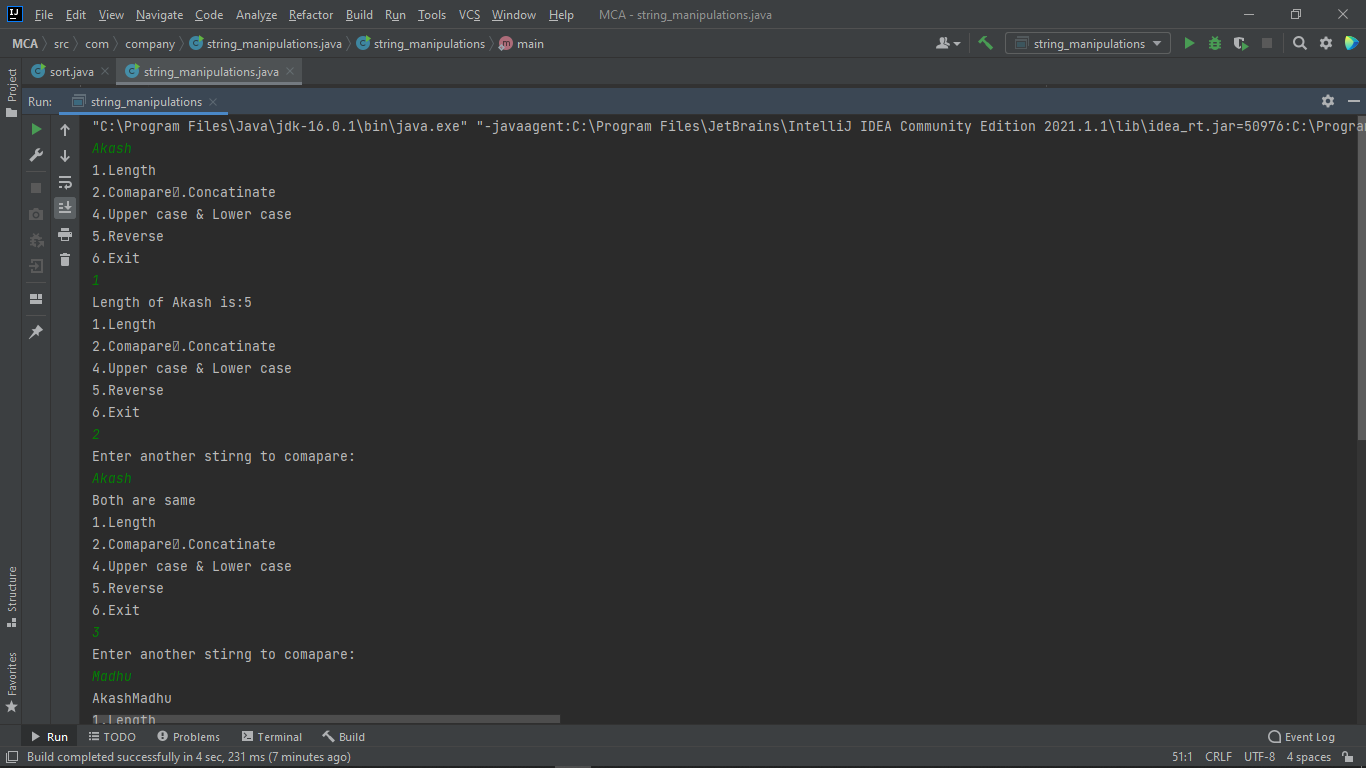 IJ File Edit View Navigate Code Analyze Refactor Build Run Tools VCS Window Help MCA - string_manipulations.java
MCA src com company string_manipulations.java string_manipulations main string_manipulations
sort.java string_manipulations.java
Project
Run: string_manipulations
"C:\Program Files\Java\jdk-16.0.1\bin\java.exe" "-javaagent:C:\Program Files\JetBrains\IntelliJ IDEA Community Edition 2021.1.1\lib\idea_rt.jar=50976:C:\Progra
Akash
1.Length
2.Comapare.Concatinate
4.Upper case & Lower case
5.Reverse
6.Exit
1
Length of Akash is:5
1.Length
2.Comapare.Concatinate
4.Upper case & Lower case
5.Reverse
6.Exit
2
Enter another stirng to comapare:
Akash
Both are same
1.Length
2.Comapare.Concatinate
4.Upper case & Lower case
5.Reverse
6.Exit
3
Enter another stirng to comapare:
Madhu
AkashMadhu
1.Length
Structure
Favorites
Run TODO Problems Terminal Build Event Log
Build completed successfully in 4 sec, 231 ms (7 minutes ago) 51:1 CRLF UTF-8 4 spaces